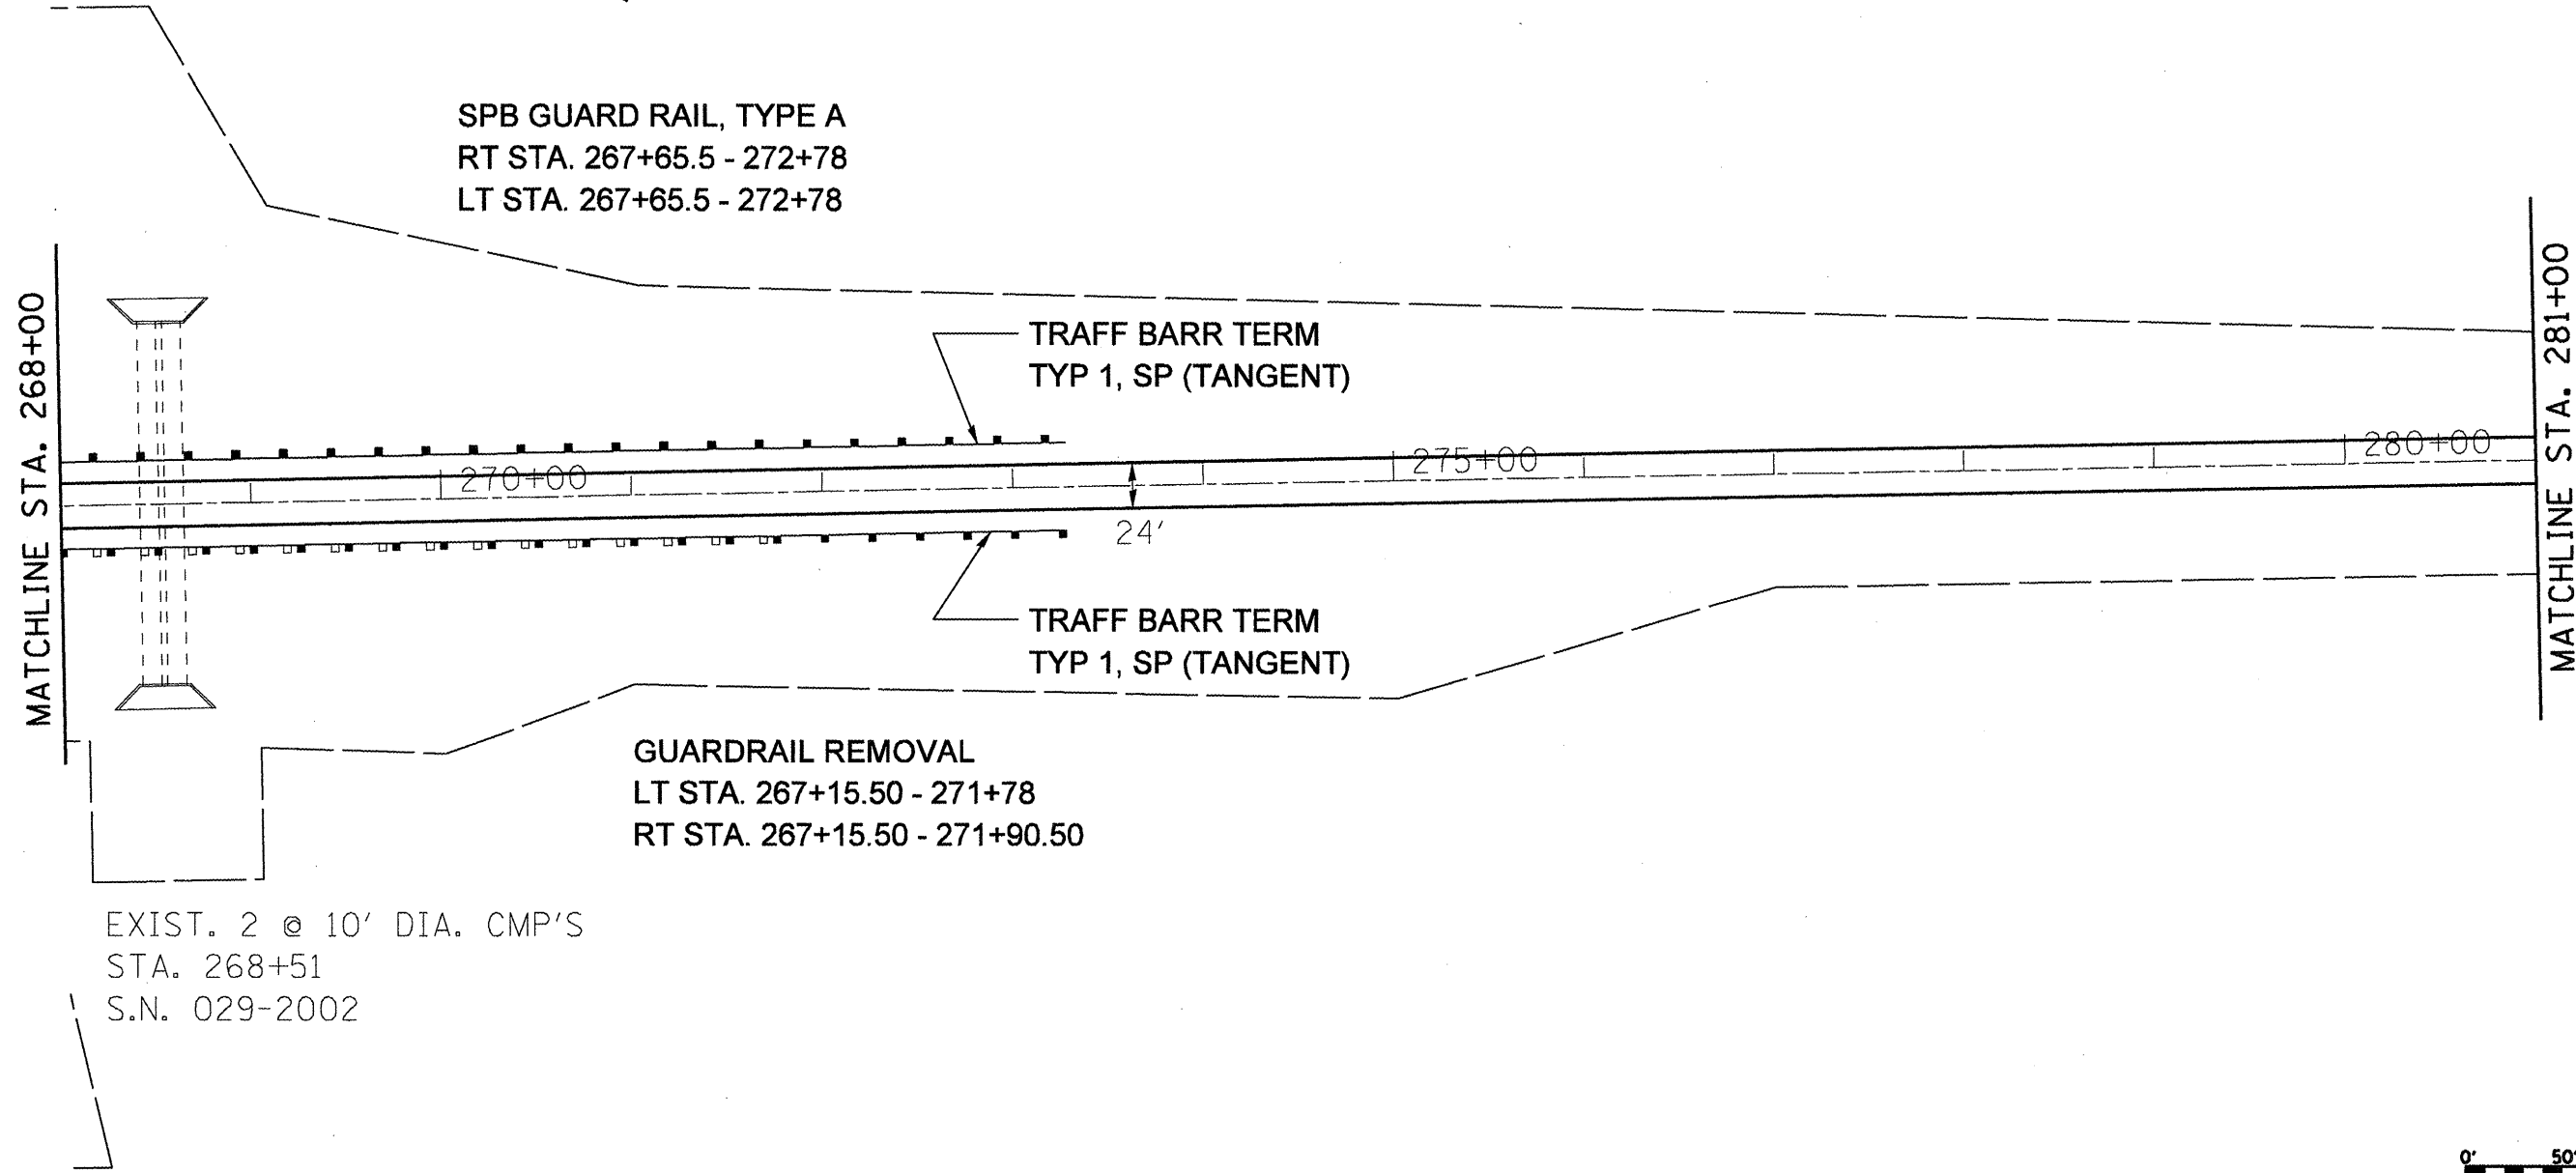 SPB GUARD RAIL, TYPE A
RT STA. 267+65.5 - 272+78
LT STA. 267+65.5 - 272+78
MATCHLINE STA. 268+00
TRAFF BARR TERM
TYP 1, SP (TANGENT)
270+00
275+00
280+00
MATCHLINE STA. 281+00
24'
TRAFF BARR TERM
TYP 1, SP (TANGENT)
GUARDRAIL REMOVAL
LT STA. 267+15.50 - 271+78
RT STA. 267+15.50 - 271+90.50
EXIST. 2 @ 10' DIA. CMP'S
STA. 268+51
S.N. 029-2002
0' 50'